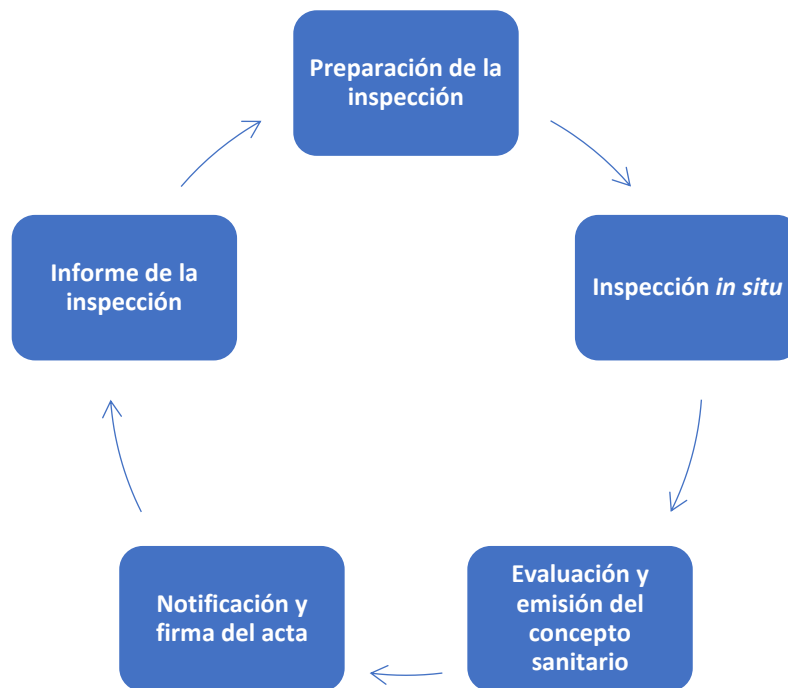 Preparación de la
inspección
Inspección in situ
Evaluación y
emisión del
concepto
sanitario
Notificación y
firma del acta
Informe de la
inspección